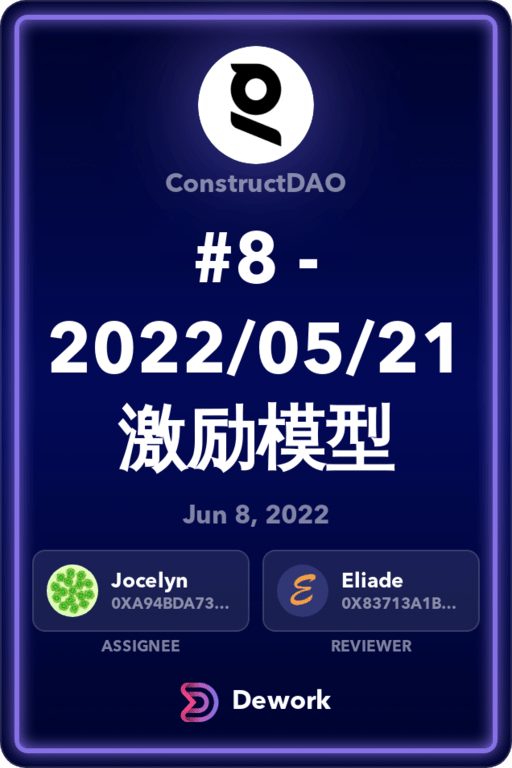 ConstructDAO
#8 -
2022/05/21
激励模型
Jun 8, 2022
Jocelyn
0XA94BDA73...
ASSIGNEE
Eliade
0X83713A1B...
REVIEWER
Dework